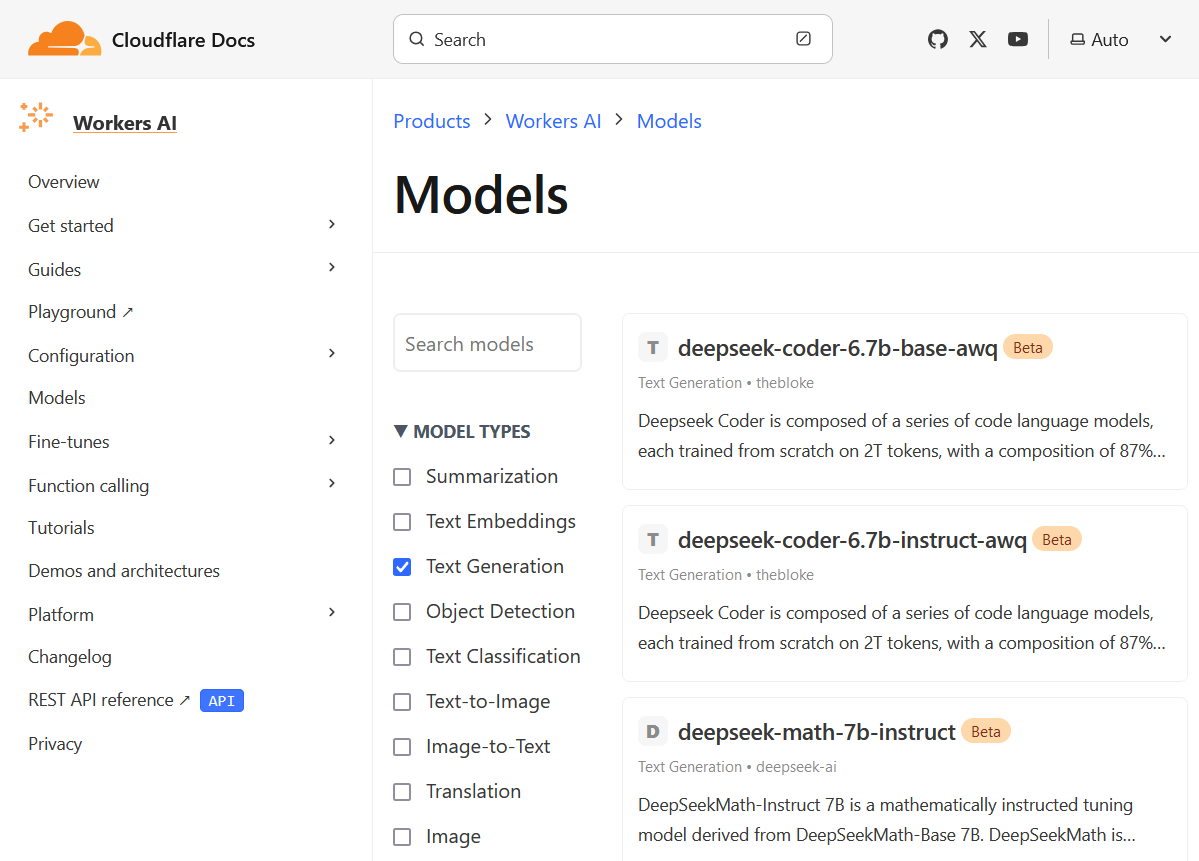 Cloudflare Docs
Search
Auto
Workers AI
Overview
Get started
Guides
Playground ↗
Configuration
Models
Fine-tunes
Function calling
Tutorials
Demos and architectures
Platform
Changelog
REST API reference ↗ API
Privacy
Products > Workers AI > Models
Models
Search models
▼ MODEL TYPES
Summarization
Text Embeddings
Text Generation
Object Detection
Text Classification
Text-to-Image
Image-to-Text
Translation
Image
T deepseek-coder-6.7b-base-awq Beta
Text Generation • thebloke
Deepseek Coder is composed of a series of code language models,
each trained from scratch on 2T tokens, with a composition of 87%...
T deepseek-coder-6.7b-instruct-awq Beta
Text Generation • thebloke
Deepseek Coder is composed of a series of code language models,
each trained from scratch on 2T tokens, with a composition of 87%...
D deepseek-math-7b-instruct Beta
Text Generation • deepseek-ai
DeepSeekMath-Instruct 7B is a mathematically instructed tuning
model derived from DeepSeekMath-Base 7B. DeepSeekMath is...